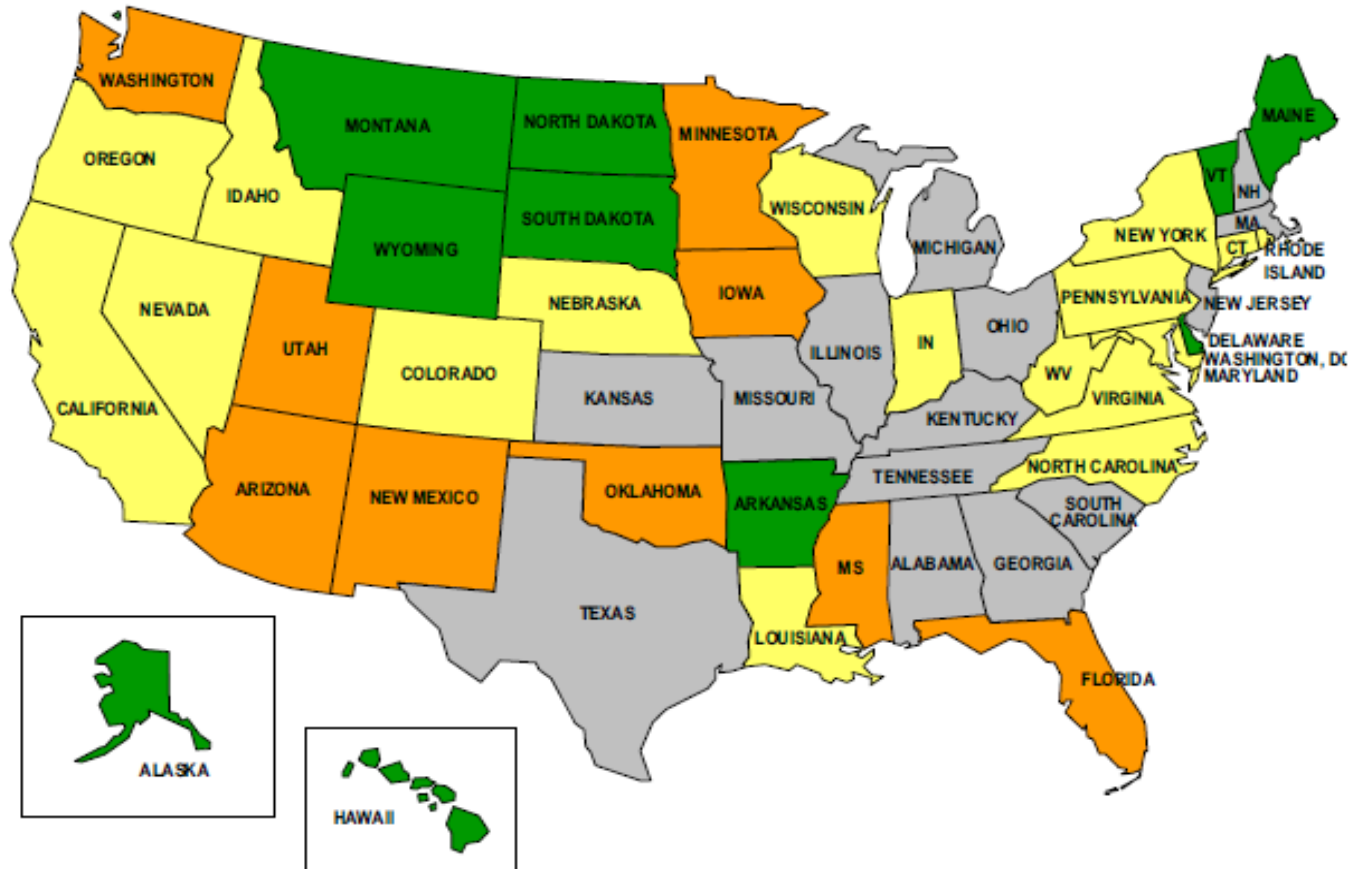 WASHINGTON
MONTANA
NORTH DAKOTA
MINNESOTA
MAINE
OREGON
IDAHO
VT
NH
WISCONSIN
SOUTH DAKOTA
MA
WYOMING
MICHIGAN
NEW YORK
CT
RHODE
ISLAND
NEBRASKA
IOWA
PENNSYLVANIA
NEW JERSEY
NEVADA
UTAH
ILLINOIS
IN
OHIO
DELAWARE
WASHINGTON, DC
MARYLAND
COLORADO
WV
CALIFORNIA
KANSAS
MISSOURI
VIRGINIA
KENTUCKY
NORTH CAROLINA
TENNESSEE
ARIZONA
NEW MEXICO
OKLAHOMA
ARKANSAS
SOUTH
CAROLINA
MS
ALABAMA
GEORGIA
TEXAS
LOUISIANA
FLORIDA
ALASKA
HAWAII